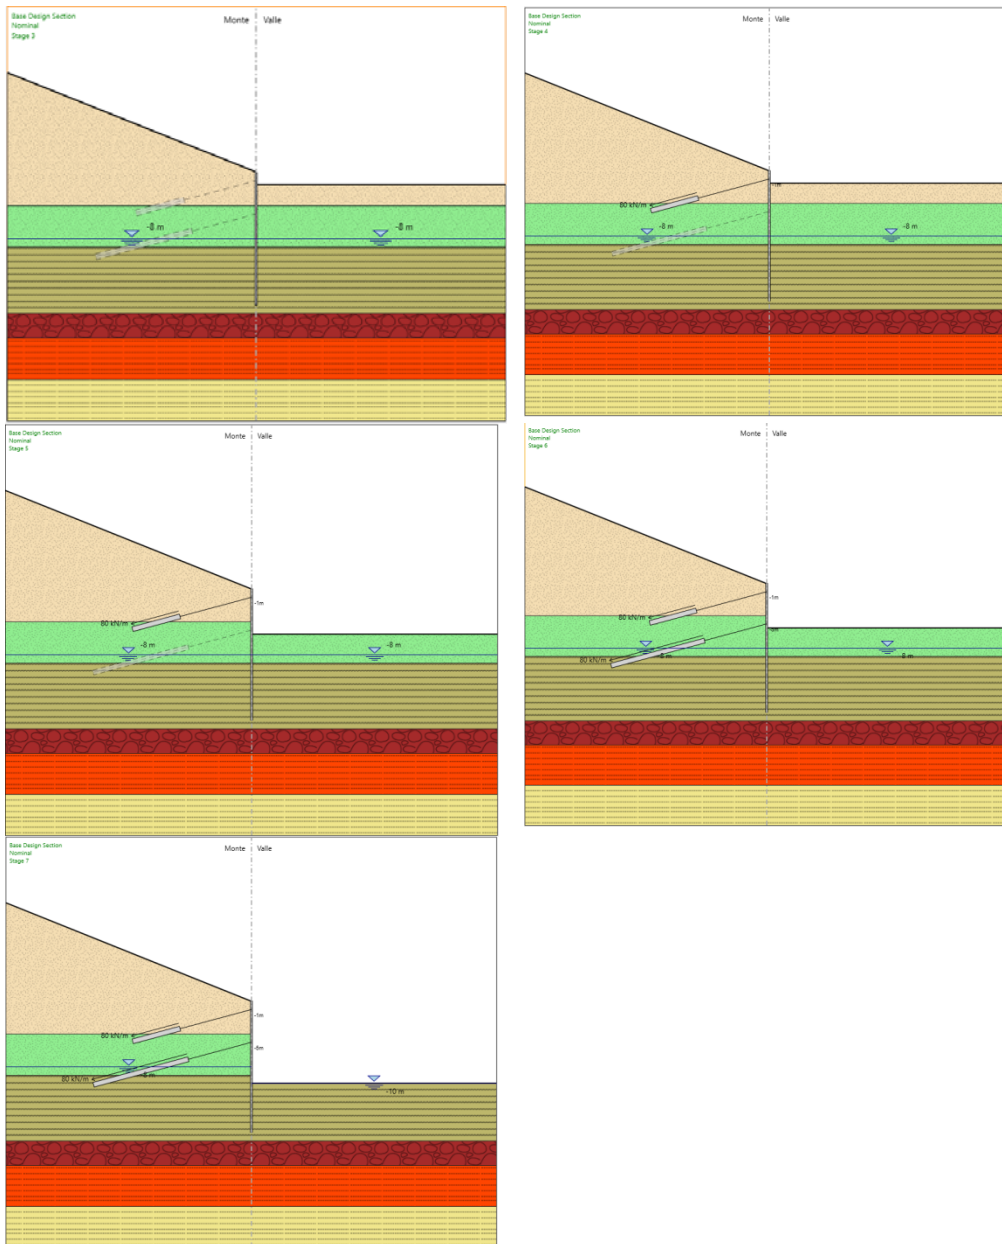 Base Design Section
Nominal
Stage 3
Monte
Valle
-8 m
-8 m
Base Design Section
Nominal
Stage 4
Monte
Valle
80 kN/m
-8 m
-8 m
Base Design Section
Nominal
Stage 5
Monte
Valle
-1m
80 kN/m
-8 m
-8 m
Base Design Section
Nominal
Stage 6
Monte
Valle
-1m
80 kN/m
80 kN/m
-8 m
-8 m
Base Design Section
Nominal
Stage 7
Monte
Valle
-1m
80 kN/m
-5m
80 kN/m
-8 m
-10 m